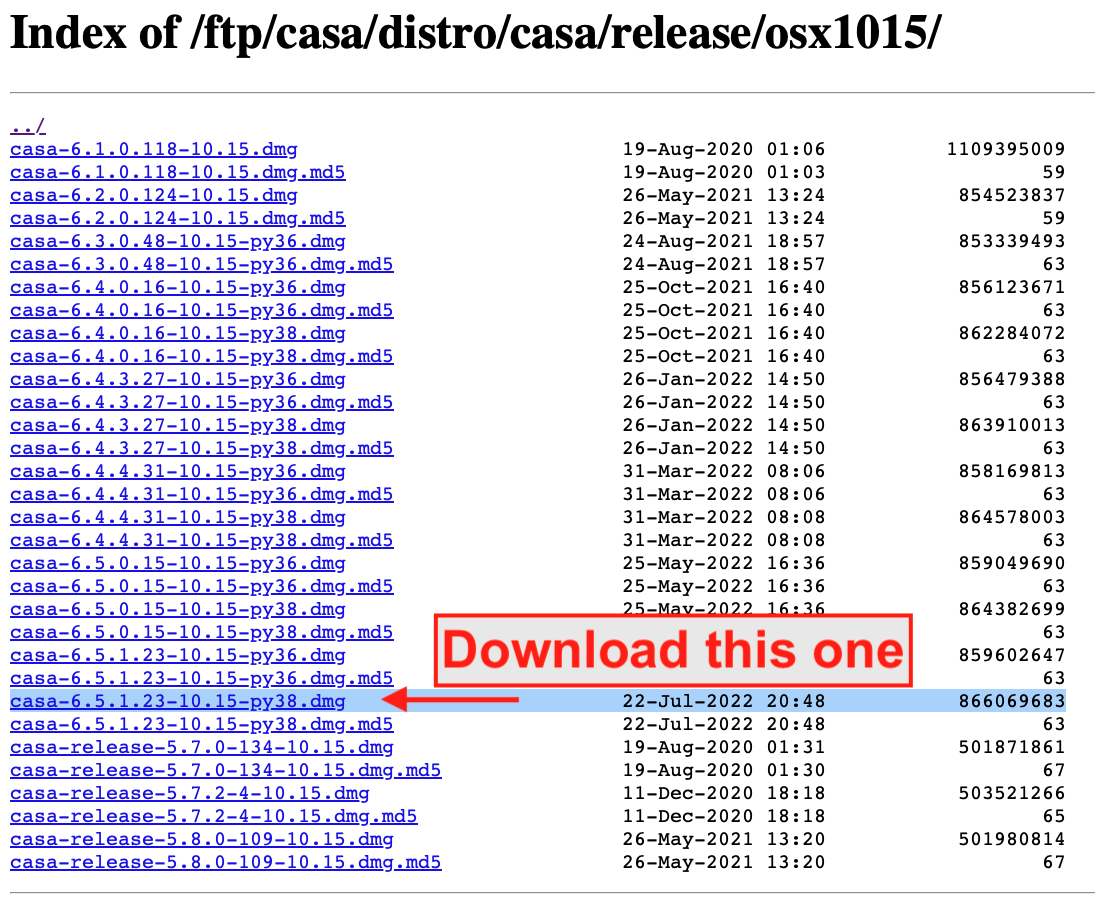 Index of /ftp/casa/distro/casa/release/osx1015/
../
casa-6.1.0.118-10.15.dmg 19-Aug-2020 01:06 1109395009
casa-6.1.0.118-10.15.dmg.md5 19-Aug-2020 01:03 59
casa-6.2.0.124-10.15.dmg 26-May-2021 13:24 854523837
casa-6.2.0.124-10.15.dmg.md5 26-May-2021 13:24 59
casa-6.3.0.48-10.15-py36.dmg 24-Aug-2021 18:57 853339493
casa-6.3.0.48-10.15-py36.dmg.md5 24-Aug-2021 18:57 63
casa-6.4.0.16-10.15-py36.dmg 25-Oct-2021 16:40 856123671
casa-6.4.0.16-10.15-py36.dmg.md5 25-Oct-2021 16:40 63
casa-6.4.0.16-10.15-py38.dmg 25-Oct-2021 16:40 862284072
casa-6.4.0.16-10.15-py38.dmg.md5 25-Oct-2021 16:40 63
casa-6.4.3.27-10.15-py36.dmg 26-Jan-2022 14:50 856479388
casa-6.4.3.27-10.15-py36.dmg.md5 26-Jan-2022 14:50 63
casa-6.4.3.27-10.15-py38.dmg 26-Jan-2022 14:50 863910013
casa-6.4.3.27-10.15-py38.dmg.md5 26-Jan-2022 14:50 63
casa-6.4.4.31-10.15-py36.dmg 31-Mar-2022 08:06 858169813
casa-6.4.4.31-10.15-py36.dmg.md5 31-Mar-2022 08:06 63
casa-6.4.4.31-10.15-py38.dmg 31-Mar-2022 08:08 864578003
casa-6.4.4.31-10.15-py38.dmg.md5 31-Mar-2022 08:08 63
casa-6.5.0.15-10.15-py36.dmg 25-May-2022 16:36 859049690
casa-6.5.0.15-10.15-py36.dmg.md5 25-May-2022 16:36 63
casa-6.5.0.15-10.15-py38.dmg 25-May-2022 16:36 864382699
casa-6.5.0.15-10.15-py38.dmg.md5 63
Download this one
casa-6.5.1.23-10.15-py36.dmg 859602647
casa-6.5.1.23-10.15-py36.dmg.md5 63
casa-6.5.1.23-10.15-py38.dmg 22-Jul-2022 20:48 866069683
casa-6.5.1.23-10.15-py38.dmg.md5 22-Jul-2022 20:48 63
casa-release-5.7.0-134-10.15.dmg 19-Aug-2020 01:31 501871861
casa-release-5.7.0-134-10.15.dmg.md5 19-Aug-2020 01:30 67
casa-release-5.7.2-4-10.15.dmg 11-Dec-2020 18:18 503521266
casa-release-5.7.2-4-10.15.dmg.md5 11-Dec-2020 18:18 65
casa-release-5.8.0-109-10.15.dmg 26-May-2021 13:20 501980814
casa-release-5.8.0-109-10.15.dmg.md5 26-May-2021 13:20 67